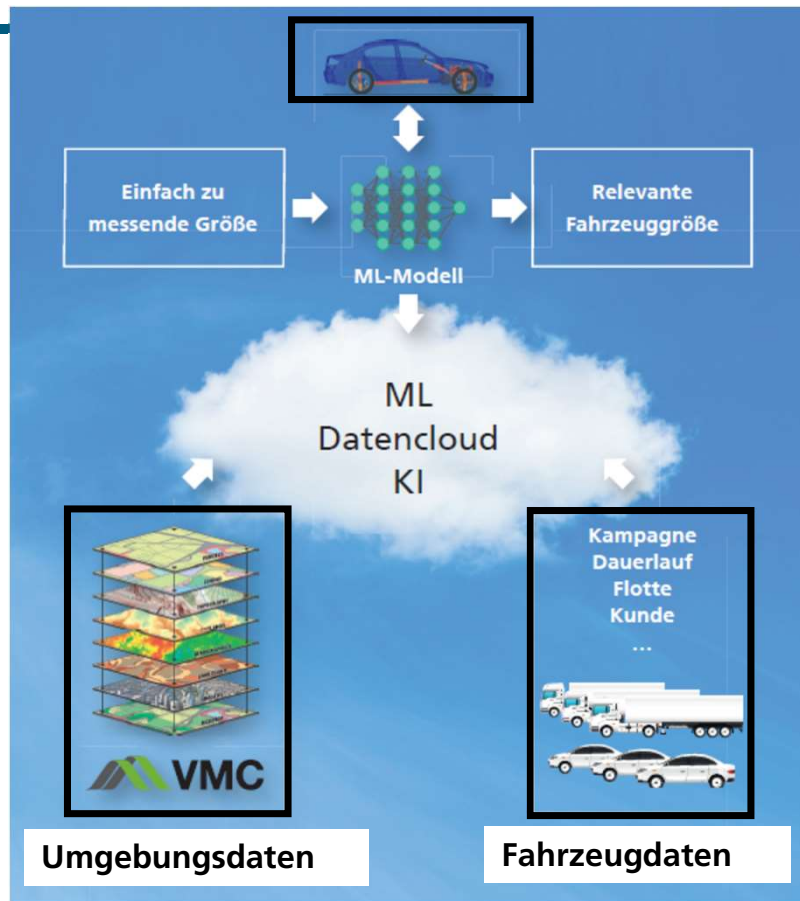 Einfach zu
messende Größe
Relevante
Fahrzeuggröße
ML-Modell
ML
Datencloud
KI
Kampagne
Dauerlauf
Flotte
Kunde
...
VMC
Umgebungsdaten
Fahrzeugdaten